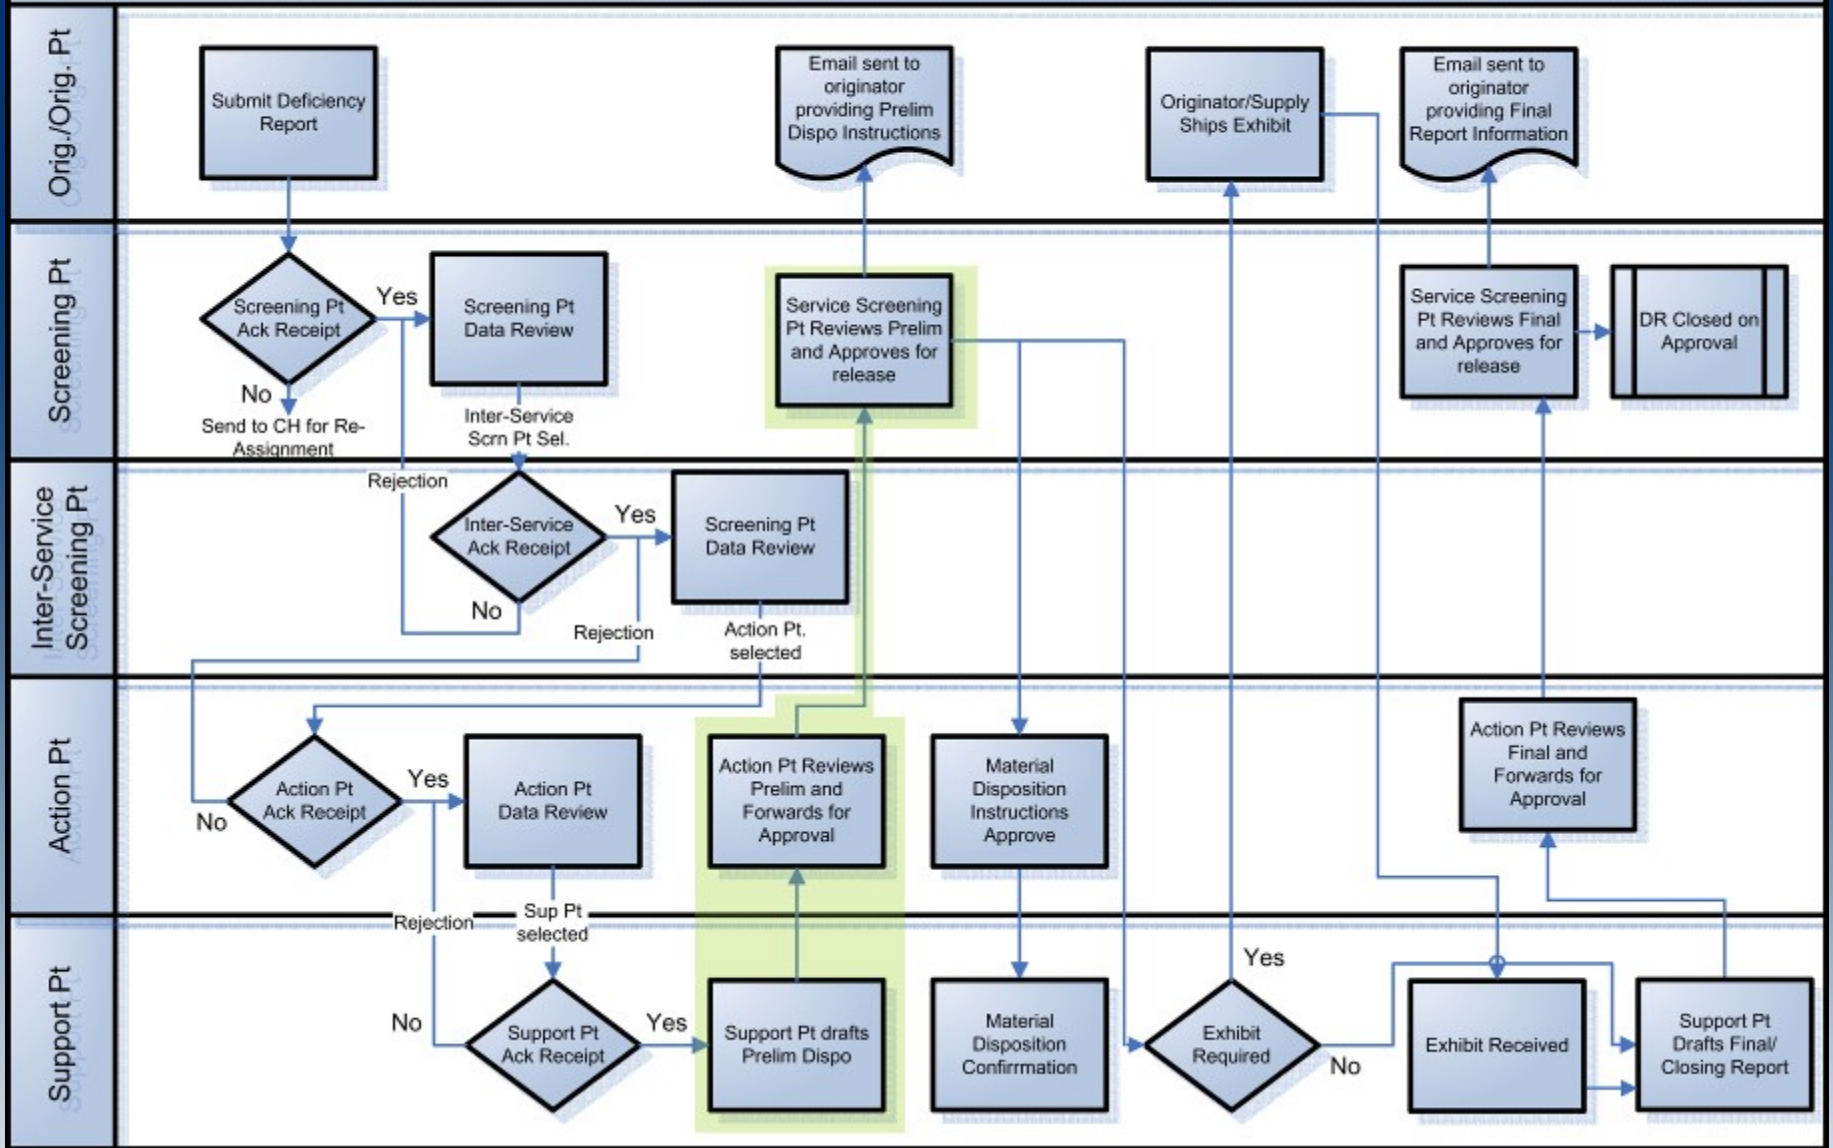 Orig./Orig. Pt
Submit Deficiency
Report
Email sent to
originator
providing Prelim
Dispo Instructions
Originator/Supply
Ships Exhibit
Email sent to
originator
providing Final
Report Information
Screening Pt
Screening Pt
Ack Receipt
Yes
No
Send to CH for Re-
Assignment
Screening Pt
Data Review
Inter-Service
Scrn Pt Sel.
Service Screening
Pt Reviews Prelim
and Approves for
release
Service Screening
Pt Reviews Final
and Approves for
release
DR Closed on
Approval
Inter-Service
Screening Pt
Rejection
Inter-Service
Ack Receipt
Yes
No
Rejection
Screening Pt
Data Review
Action Pt.
selected
Action Pt
Action Pt
Ack Receipt
Yes
No
Action Pt
Data Review
Action Pt Reviews
Prelim and
Forwards for
Approval
Material
Disposition
Instructions
Approve
Action Pt Reviews
Final and
Forwards for
Approval
Rejection
Sup Pt
selected
Support Pt
No
Support Pt
Ack Receipt
Yes
Support Pt drafts
Prelim Dispo
Material
Disposition
Confirrmation
Exhibit
Required
Yes
No
Exhibit Received
Support Pt
Drafts Final/
Closing Report